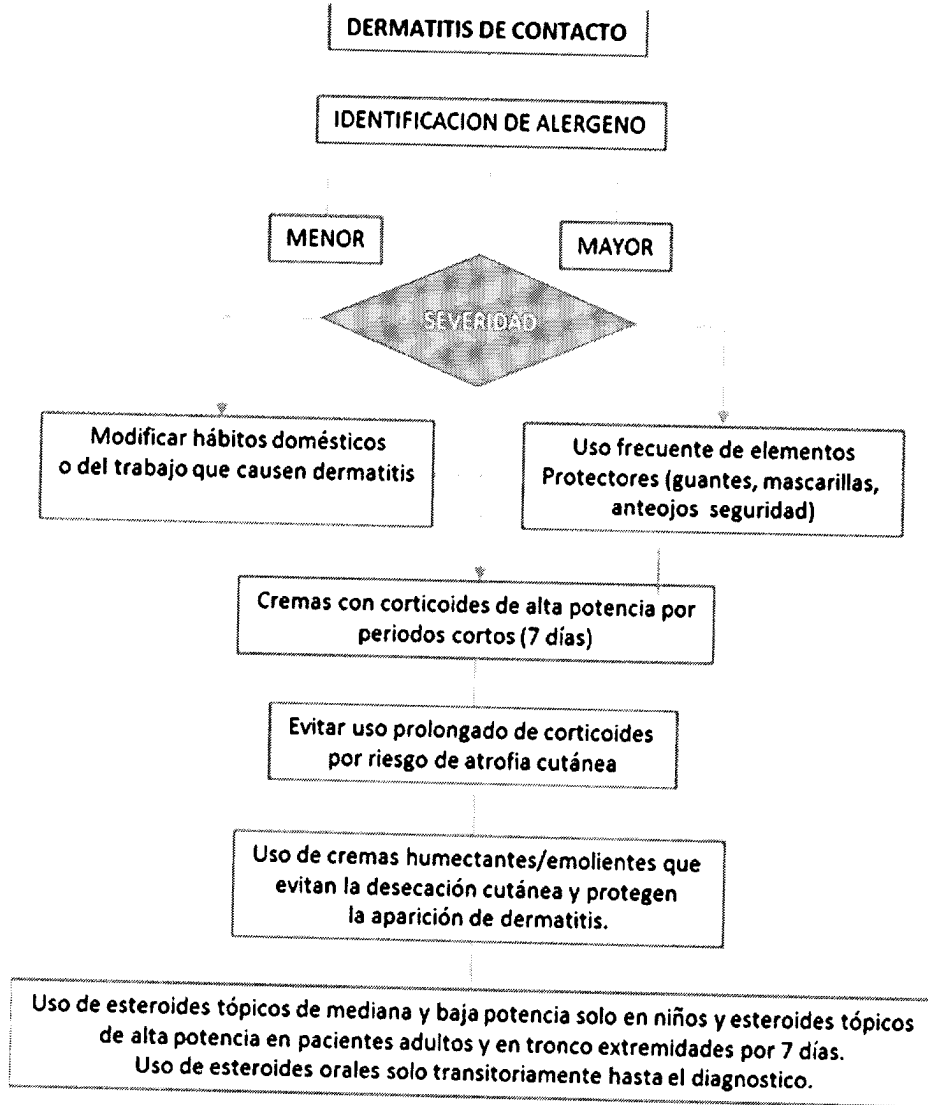 DERMATITIS DE CONTACTO
IDENTIFICACION DE ALERGENO
MENOR
MAYOR
SEVERIDAD
Modificar hábitos domésticos
o del trabajo que causen dermatitis
Uso frecuente de elementos
Protectores (guantes, mascarillas,
anteojos seguridad)
Cremas con corticoides de alta potencia por
periodos cortos (7 días)
Evitar uso prolongado de corticoides
por riesgo de atrofia cutánea
Uso de cremas humectantes/emolientes que
evitan la desecación cutánea y protegen
la aparición de dermatitis.
Uso de esteroides tópicos de mediana y baja potencia solo en niños y esteroides tópicos
de alta potencia en pacientes adultos y en tronco extremidades por 7 días.
Uso de esteroides orales solo transitoriamente hasta el diagnostico.